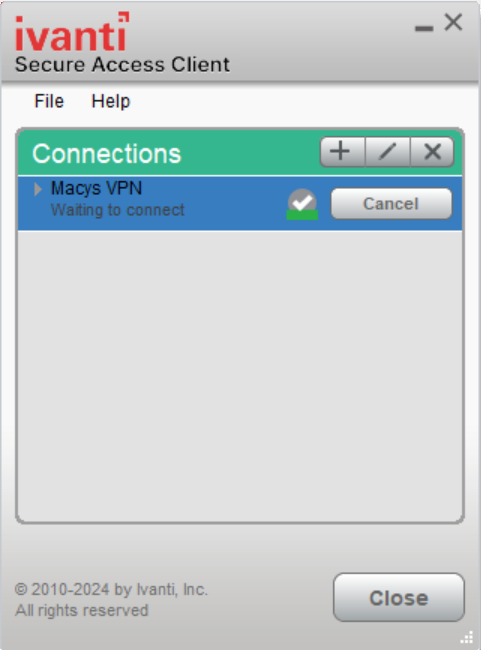 ivanti
Secure Access Client
File Help
Connections
Macys VPN
Waiting to connect
Cancel
© 2010-2024 by Ivanti, Inc.
All rights reserved
Close